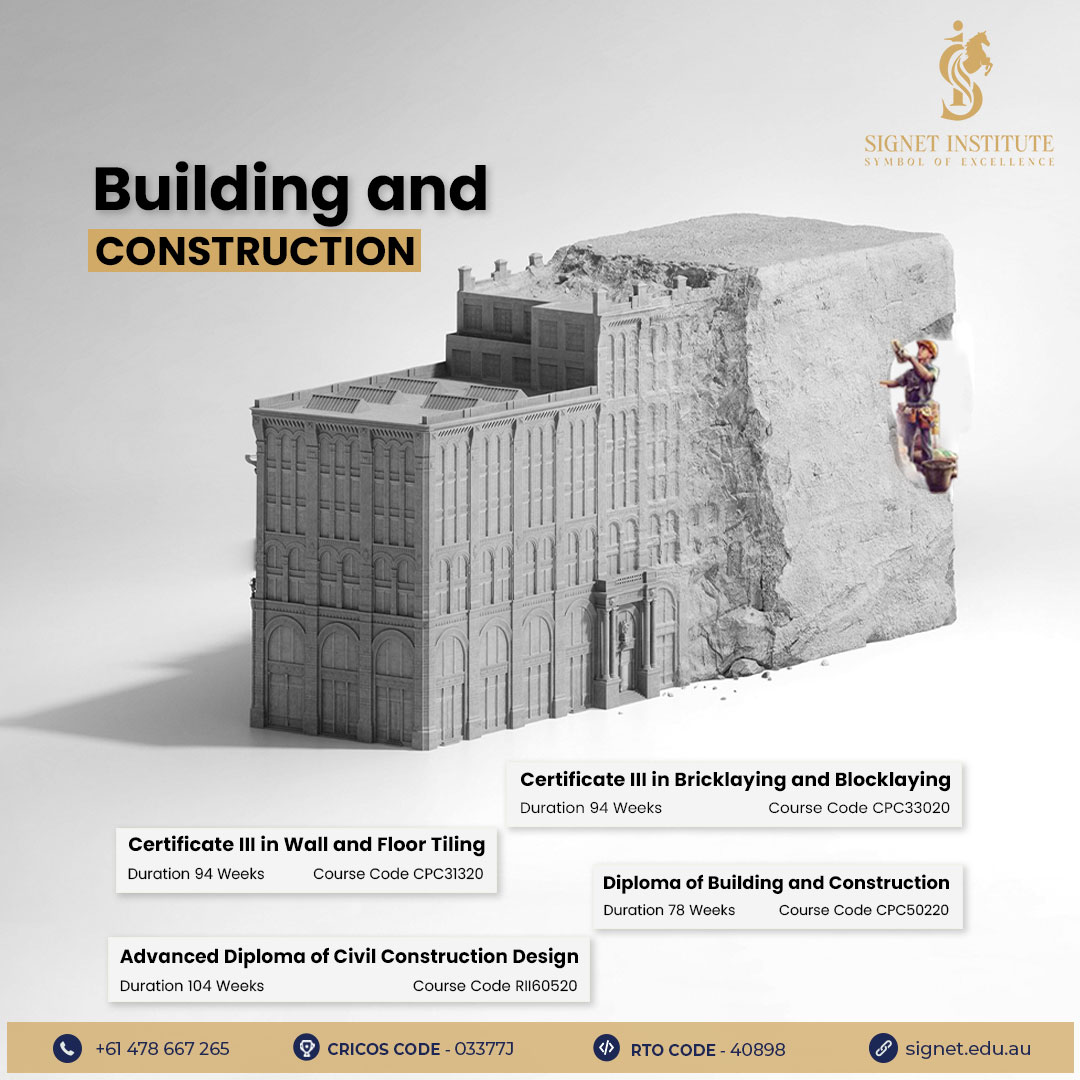 SIGNET INSTITUTE
SYMBOL OF EXCELLENCE
Building and
CONSTRUCTION
Certificate III in Bricklaying and Blocklaying
Duration 94 Weeks Course Code CPC33020
Certificate III in Wall and Floor Tiling
Duration 94 Weeks Course Code CPC31320
Diploma of Building and Construction
Duration 78 Weeks Course Code CPC50220
Advanced Diploma of Civil Construction Design
Duration 104 Weeks Course Code RII60520
+61 478 667 265 CRICOS CODE - 03377J RTO CODE - 40898 signet.edu.au